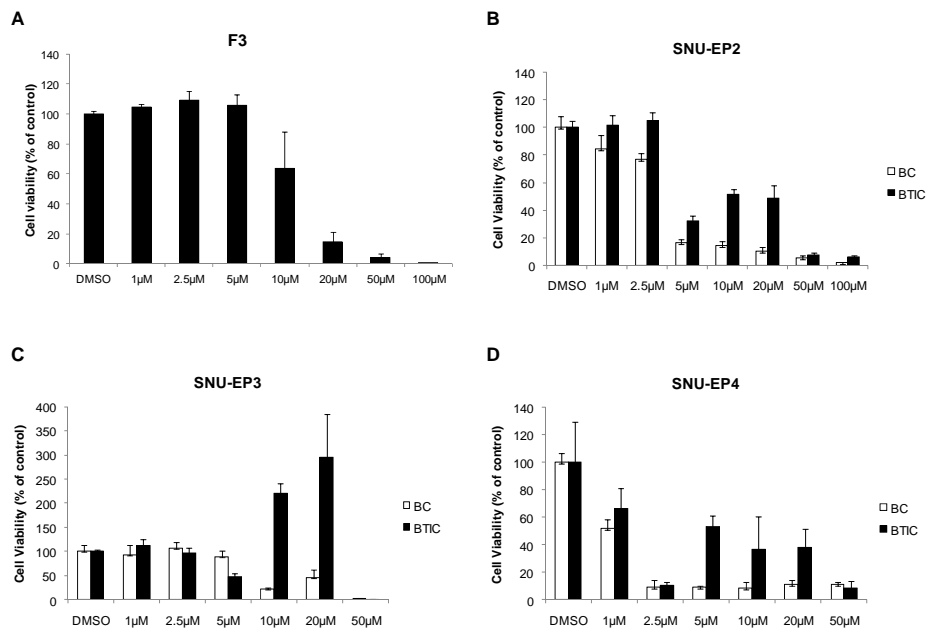 A
F3
Cell viability (% of control)
140
120
100
80
60
40
20
0
DMSO 1µM 2.5µM 5µM 10µM 20µM 50µM 100µM
B
SNU-EP2
Cell Viability (% of control)
140
120
100
80
60
40
20
0
DMSO 1µM 2.5µM 5µM 10µM 20µM 50µM 100µM
BC
BTIC
C
SNU-EP3
Cell Viability (% of control)
400
350
300
250
200
150
100
50
0
DMSO 1µM 2.5µM 5µM 10µM 20µM 50µM
BC
BTIC
D
SNU-EP4
Cell Viability (% of control)
140
120
100
80
60
40
20
0
DMSO 1µM 2.5µM 5µM 10µM 20µM 50µM
BC
BTIC